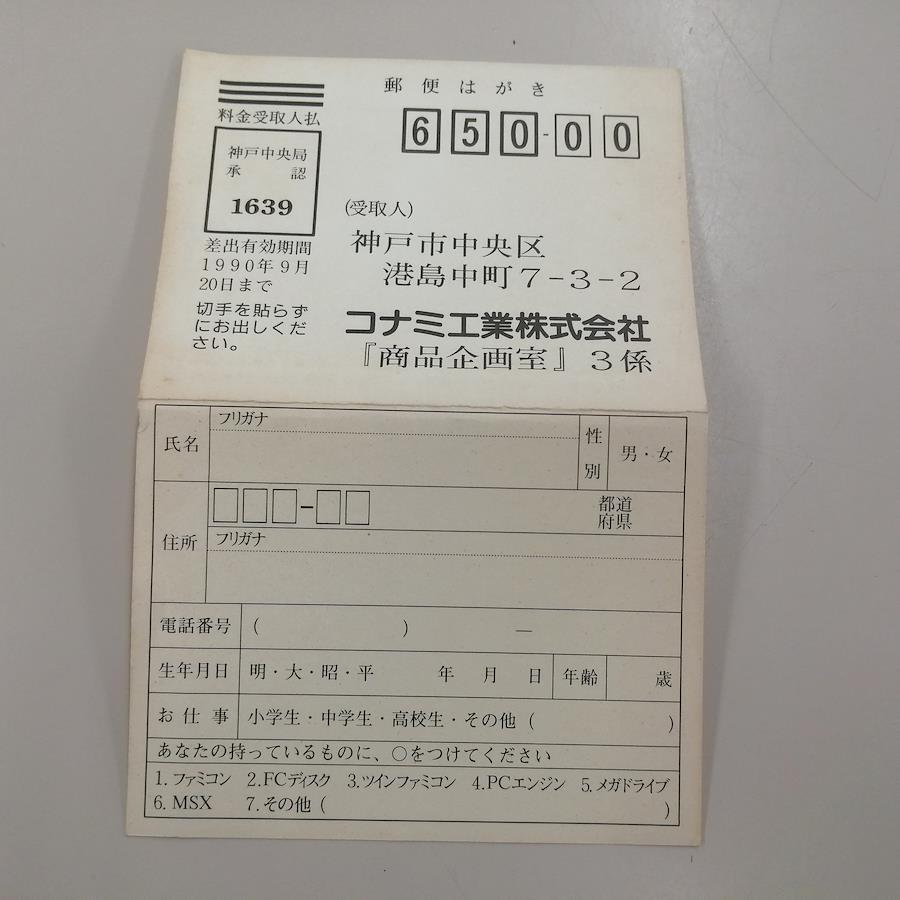 郵便はがき
料金受取人払
神戸中央局
承認
1639
差出有効期間
1990年9月
20日まで
切手を貼らず
にお出しくだ
さい。
650-00
(受取人)
神戸市中央区
港島中町7-3-2
コナミ工業株式会社
『商品企画室』3係
氏名
フリガナ
性別
男・女
住所
□□□-□□
都道
府県
フリガナ
電話番号
( ) —
生年月日
明・大・昭・平 年 月 日
年齢
歳
お仕事
小学生・中学生・高校生・その他 ( )
あなたの持っているものに、○をつけてください
1. ファミコン 2.FCディスク 3.ツインファミコン 4.PCエンジン 5.メガドライブ
6. MSX 7.その他 ( )